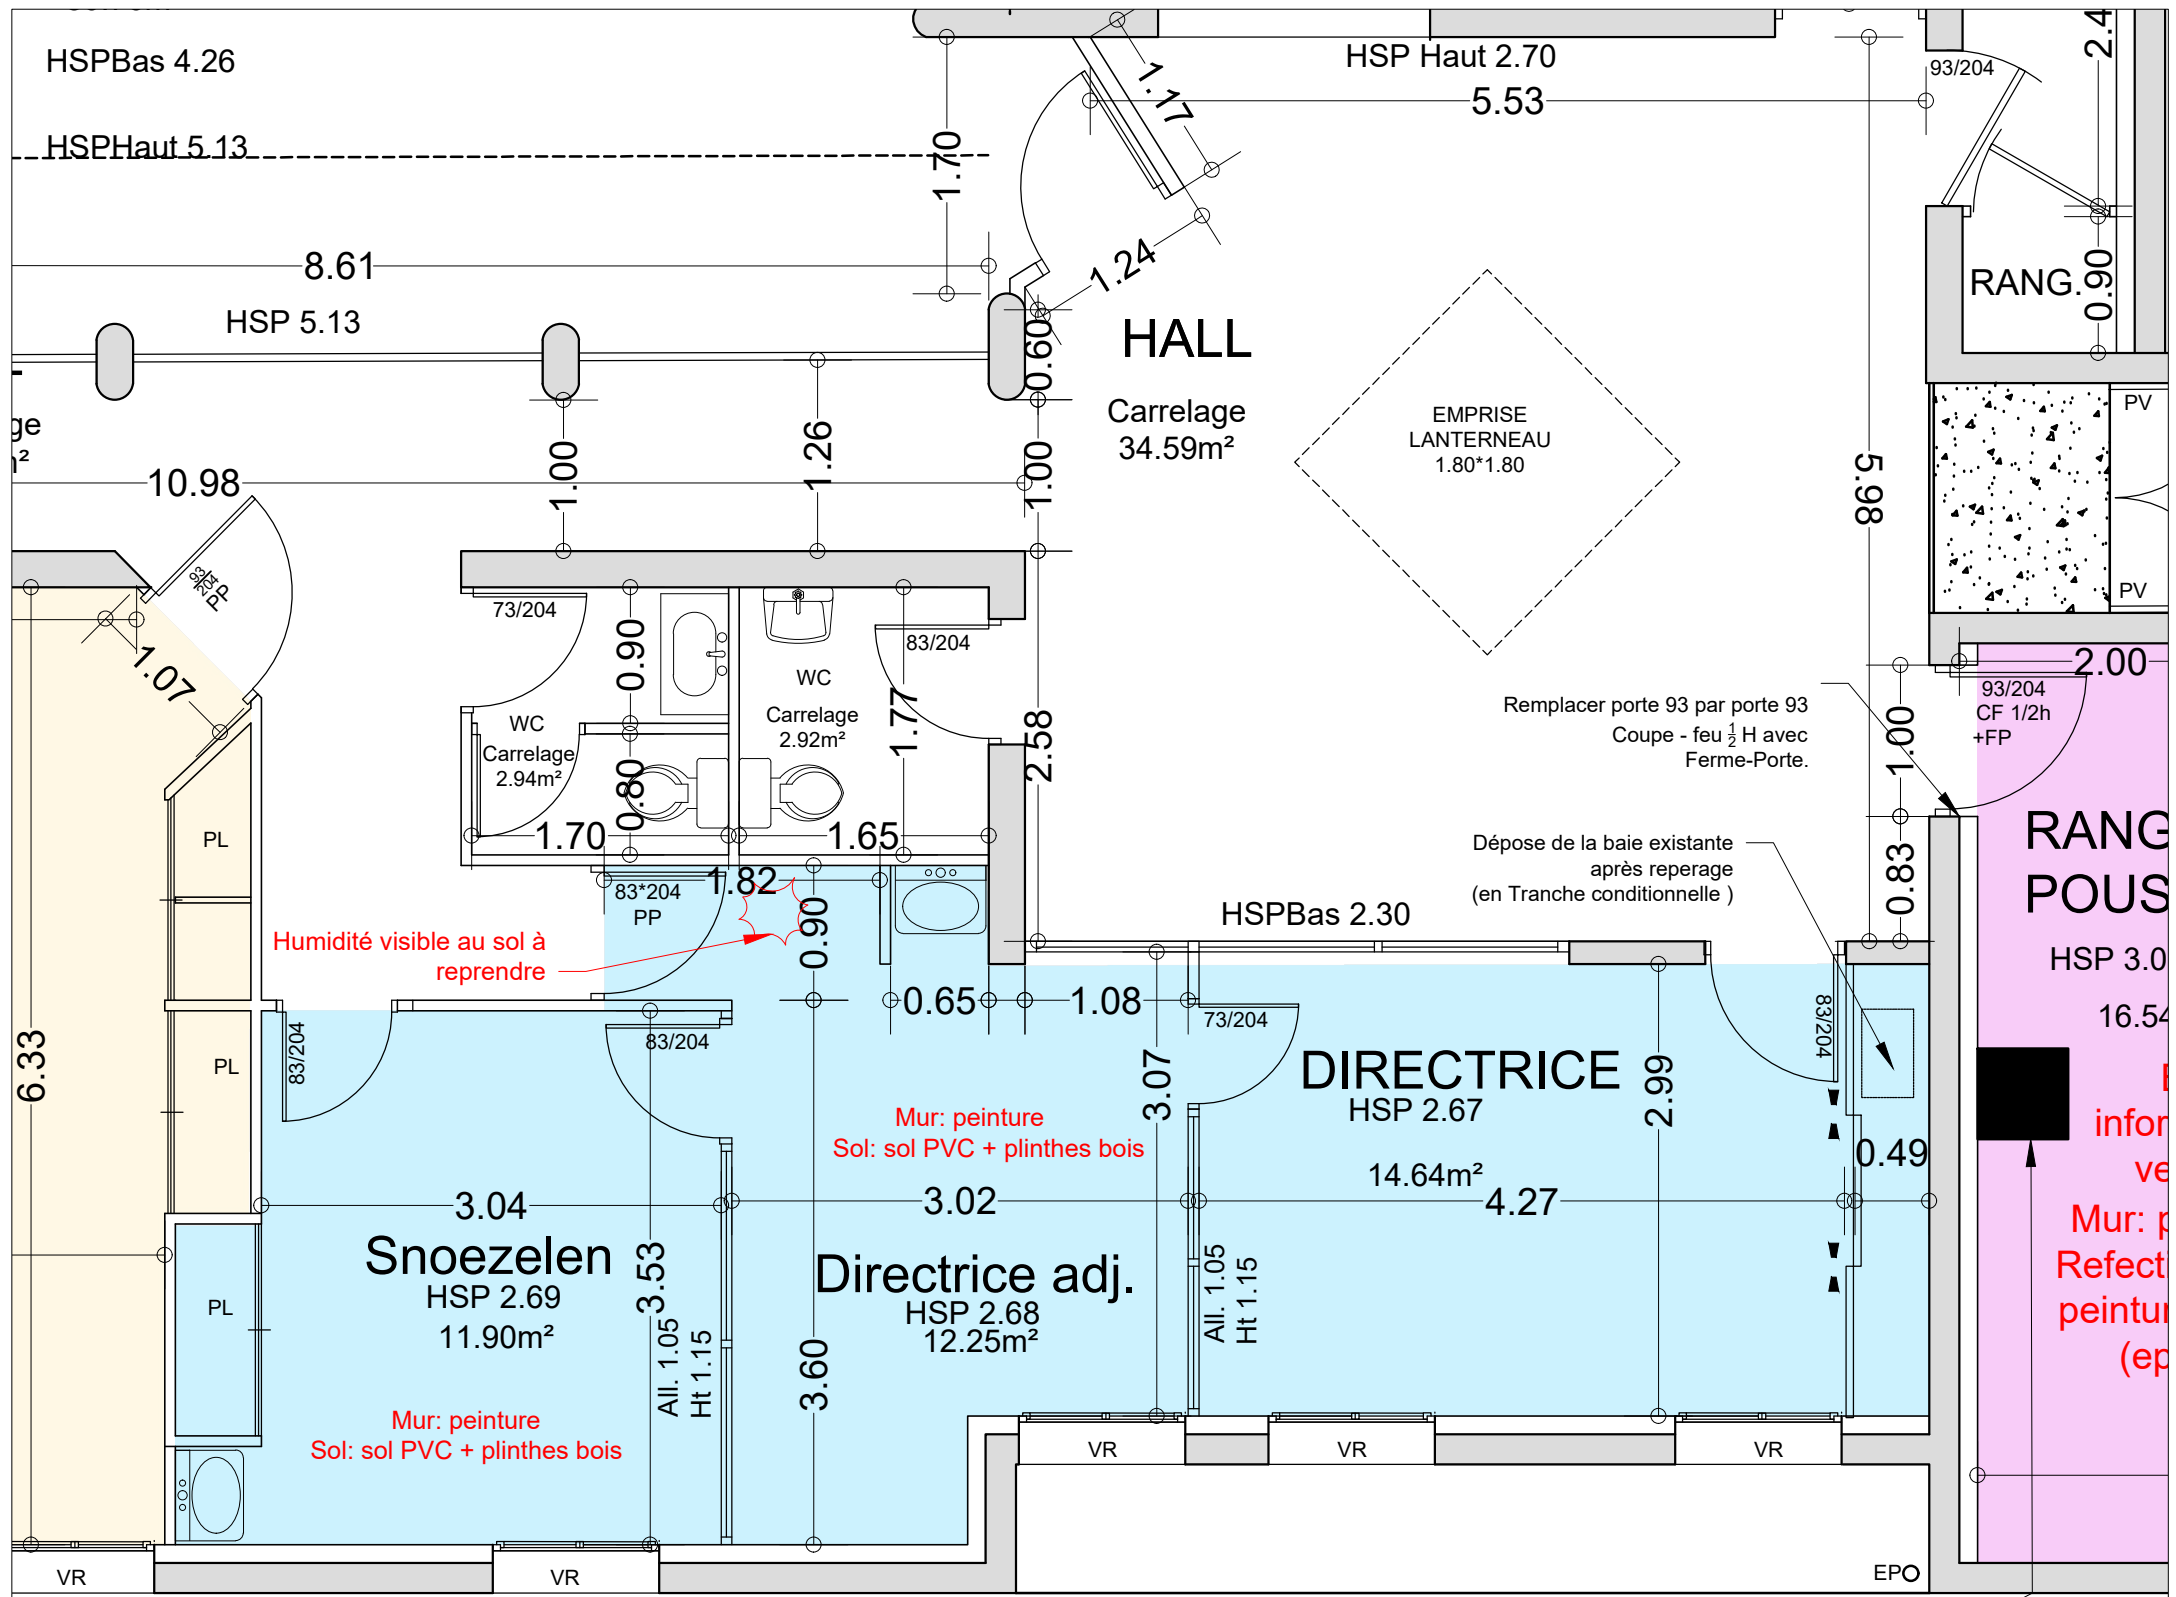 HSPBas 4.26
HSPHaut 5.13
8.61
HSP 5.13
10.98
1.00
1.26
1.70
1.17
1.24
0.60
1.00
2.58
HSP Haut 2.70
5.53
93/204
RANG.
0.90
HALL
Carrelage
34.59m²
EMPRISE
LANTERNEAU
1.80*1.80
5.98
PV
PV
93
204
PP
1.07
73/204
0.90
WC
Carrelage
2.94m²
0.80
1.70
WC
Carrelage
2.92m²
83/204
1.77
1.65
Remplacer porte 93 par porte 93
Coupe - feu ½ H avec
Ferme-Porte.
2.00
93/204
CF 1/2h
+FP
1.00
0.83
Dépose de la baie existante
après reperage
(en Tranche conditionnelle )
HSPBas 2.30
PL
83*204
PP
1.82
0.90
Humidité visible au sol à
reprendre
0.65
1.08
73/204
83/204
83/204
83/204
PL
6.33
DIRECTRICE
HSP 2.67
14.64m²
2.99
3.07
4.27
0.49
Mur: peinture
Sol: sol PVC + plinthes bois
3.04
3.02
Snoezelen
HSP 2.69
11.90m²
3.53
All. 1.05
Ht 1.15
Directrice adj.
HSP 2.68
12.25m²
3.60
All. 1.05
Ht 1.15
PL
Mur: peinture
Sol: sol PVC + plinthes bois
VR
VR
VR
VR
VR
EP
RANG
POUS
HSP 3.0
16.54
infor
ve
Mur: p
Refecti
peintur
(ep